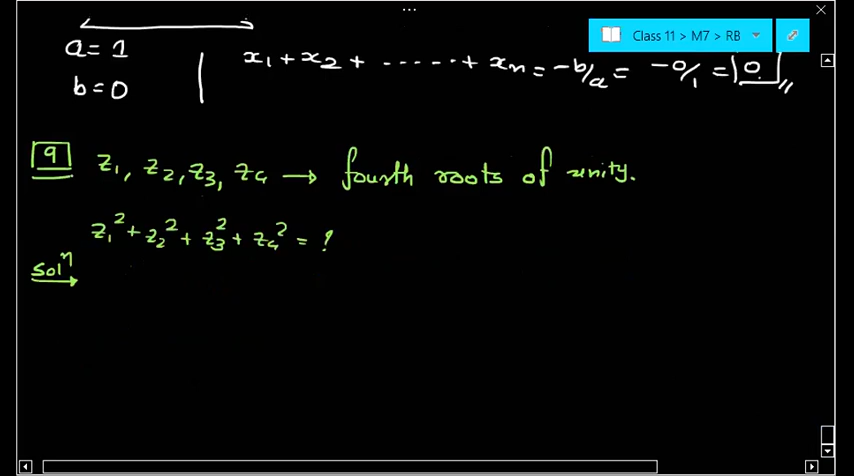 Class 11 > M7 > RB
a = 1
x₁ + x₂ + ...... + xₙ = -b/a = -0/1 = 0
b = 0
9 z₁, z₂, z₃, z₄ → fourth roots of unity.
z₁² + z₂² + z₃² + z₄² = ?
Solⁿ